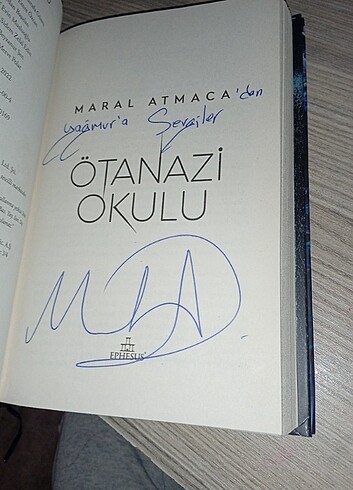 MARAL ATMACA'dan
yağmur'a Sevgiler
ÖTANAZİ
OKULU
EPHESUS